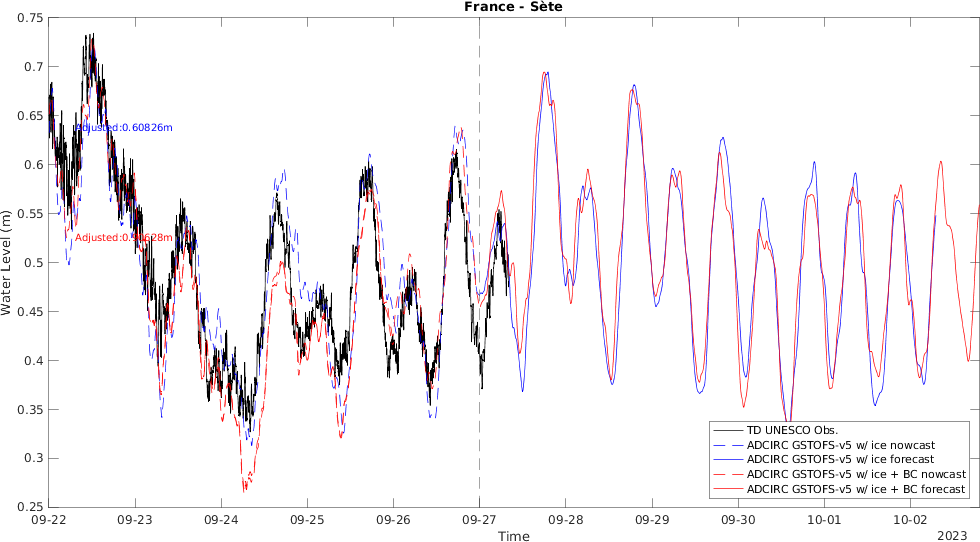 France - Sète
0.75
0.7
0.65
0.6
0.55
0.5
0.45
0.4
0.35
0.3
0.25
Water Level (m)
Adjusted:0.60826m
TD UNESCO Obs.
ADCIRC GSTOFS-v5 w/ ice nowcast
ADCIRC GSTOFS-v5 w/ ice forecast
ADCIRC GSTOFS-v5 w/ ice + BC nowcast
ADCIRC GSTOFS-v5 w/ ice + BC forecast
09-22 09-23 09-24 09-25 09-26 09-27 09-28 09-29 09-30 10-01 10-02
Time
2023